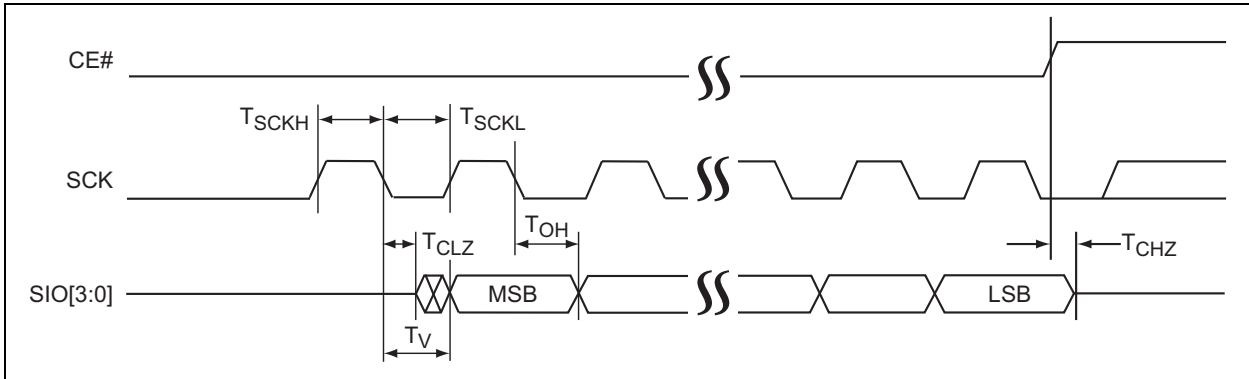 CE#
TSCKH
TSCKL
SCK
TOH
TCLZ
TCHZ
SIO[3:0]
MSB
LSB
TV